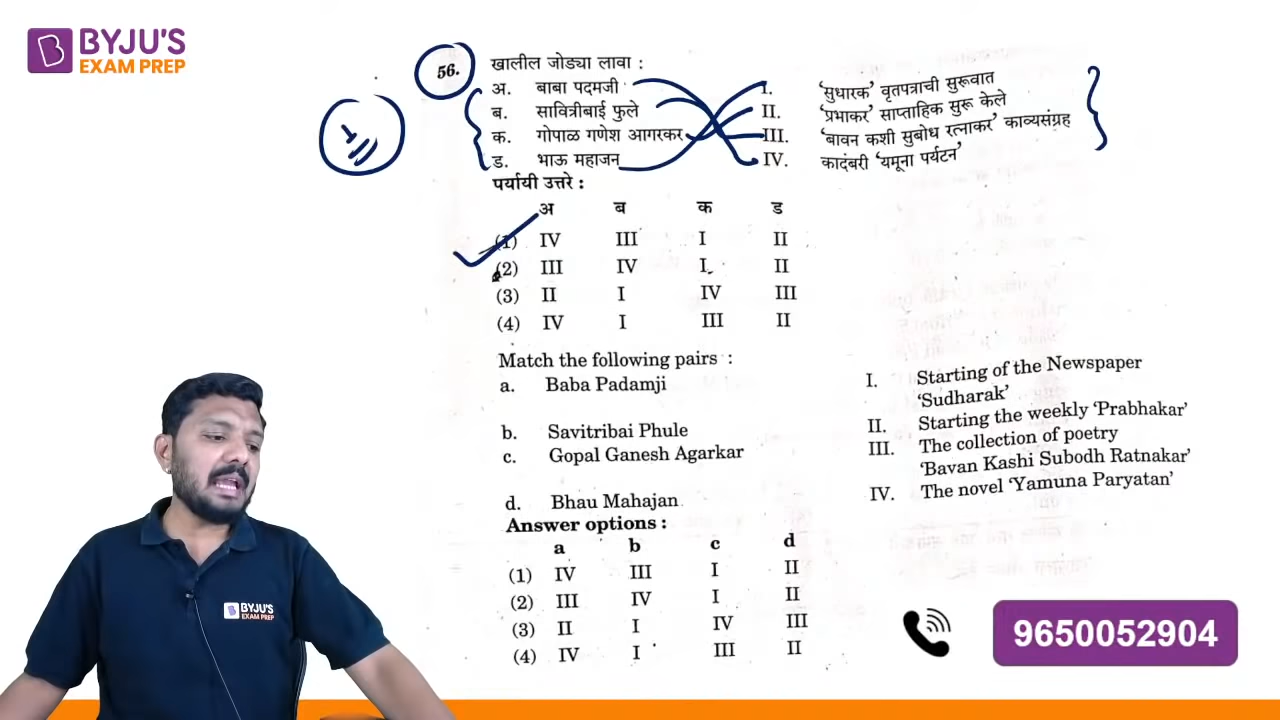 BYJU'S
EXAM PREP
56. खालील जोड्या लावा :
अ. बाबा पदमजी I. 'सुधारक' वृतपत्राची सुरूवात
ब. सावित्रीबाई फुले II. 'प्रभाकर' साप्ताहिक सुरू केले
क. गोपाळ गणेश आगरकर III. 'बावन कशी सुबोध रत्नाकर' काव्यसंग्रह
ड. भाऊ महाजन IV. कादंबरी 'यमूना पर्यटन'
पर्यायी उत्तरे :
अ ब क ड
(1) IV III I II
(2) III IV I II
(3) II I IV III
(4) IV I III II
Match the following pairs :
a. Baba Padamji I. Starting of the Newspaper
'Sudharak'
b. Savitribai Phule II. Starting the weekly 'Prabhakar'
c. Gopal Ganesh Agarkar III. The collection of poetry
'Bavan Kashi Subodh Ratnakar'
d. Bhau Mahajan IV. The novel 'Yamuna Paryatan'
Answer options :
a b c d
(1) IV III I II
(2) III IV I II
(3) II I IV III
(4) IV I III II
BYJU'S
EXAM PREP
9650052904